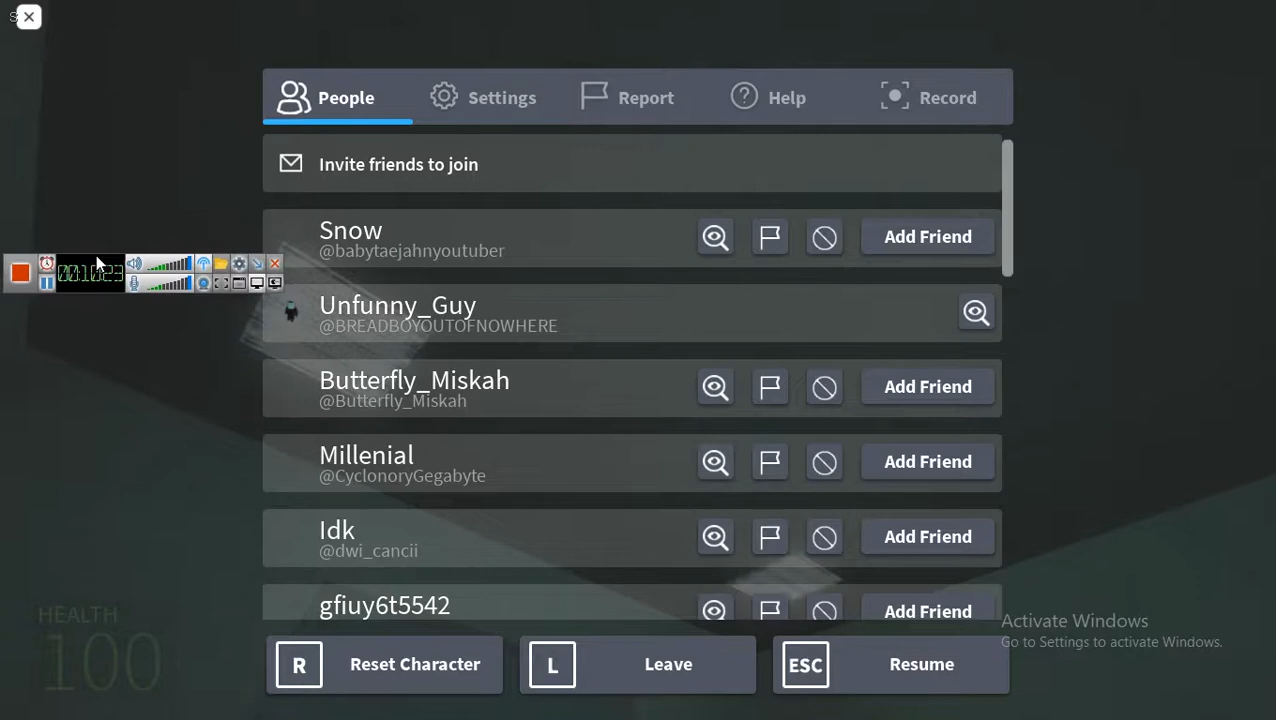 People
Settings
Report
Help
Record
Invite friends to join
Snow
@babytaejahnyoutuber
Add Friend
Unfunny_Guy
@BREADBOYOUTOFNOWHERE
Butterfly_Miskah
@Butterfly_Miskah
Add Friend
Millenial
@CyclonoryGegabyte
Add Friend
Idk
@dwi_cancii
Add Friend
gfiuy6t5542
Add Friend
HEALTH
100
Activate Windows
Go to Settings to activate Windows.
R Reset Character
L Leave
ESC Resume